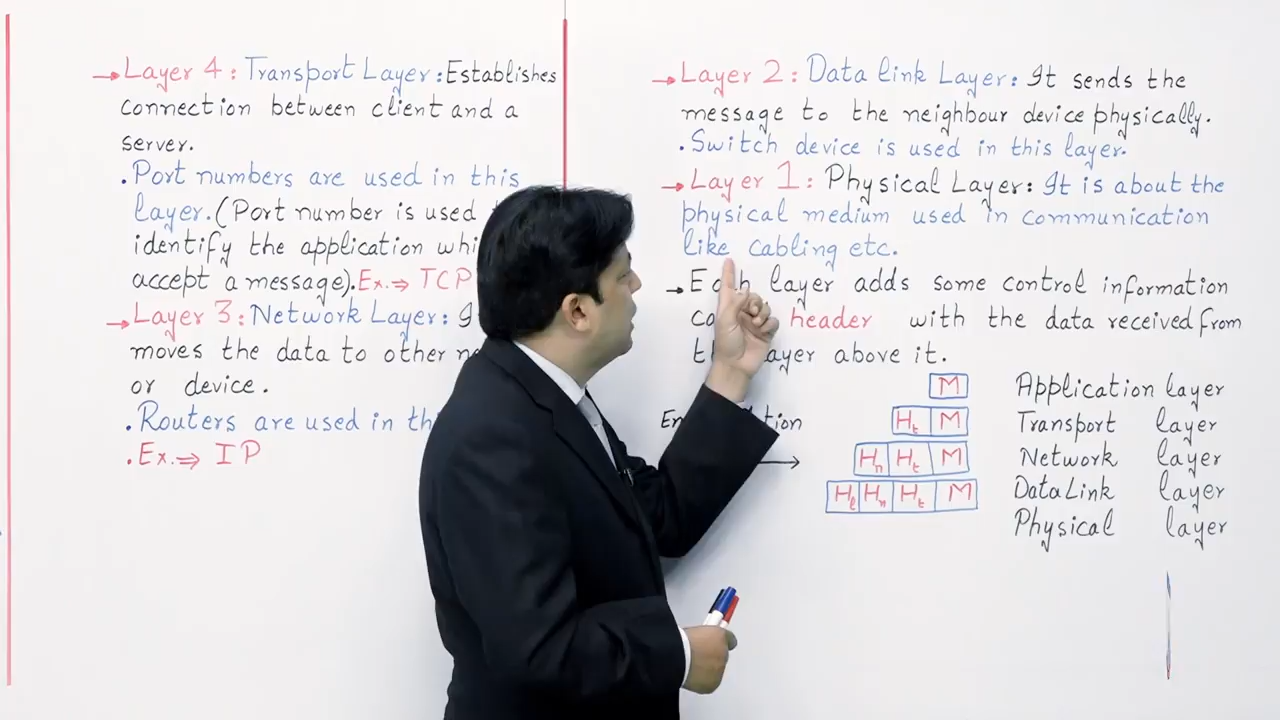 → Layer 4 : Transport Layer : Establishes
connection between client and a
server.
. Port numbers are used in this
layer. (Port number is used
identify the application
accept a message). Ex. ⇒ TCP
→ Layer 3 : Network Layer :
moves the data to other
or device.
. Routers are used in
. Ex. ⇒ IP
→ Layer 2 : Data link Layer : It sends the
message to the neighbour device physically.
. Switch device is used in this layer.
→ Layer 1 : Physical Layer : It is about the
physical medium used in communication
like cabling etc.
→ Each layer adds some control information
header with the data received from
layer above it.
M Application layer
Ht M Transport layer
Hn Ht M Network layer
Hl Hn Ht M Data Link layer
Physical layer